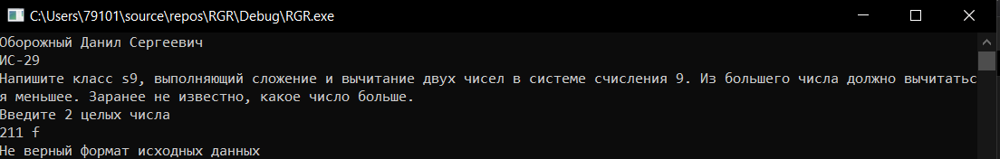 C:\Users\79101\source\repos\RGR\Debug\RGR.exe
Оборожный Данил Сергеевич
ИС-29
Напишите класс s9, выполняющий сложение и вычитание двух чисел в системе счисления 9. Из большего числа должно вычитатьс
я меньшее. Заранее не известно, какое число больше.
Введите 2 целых числа
211 f
Не верный формат исходных данных